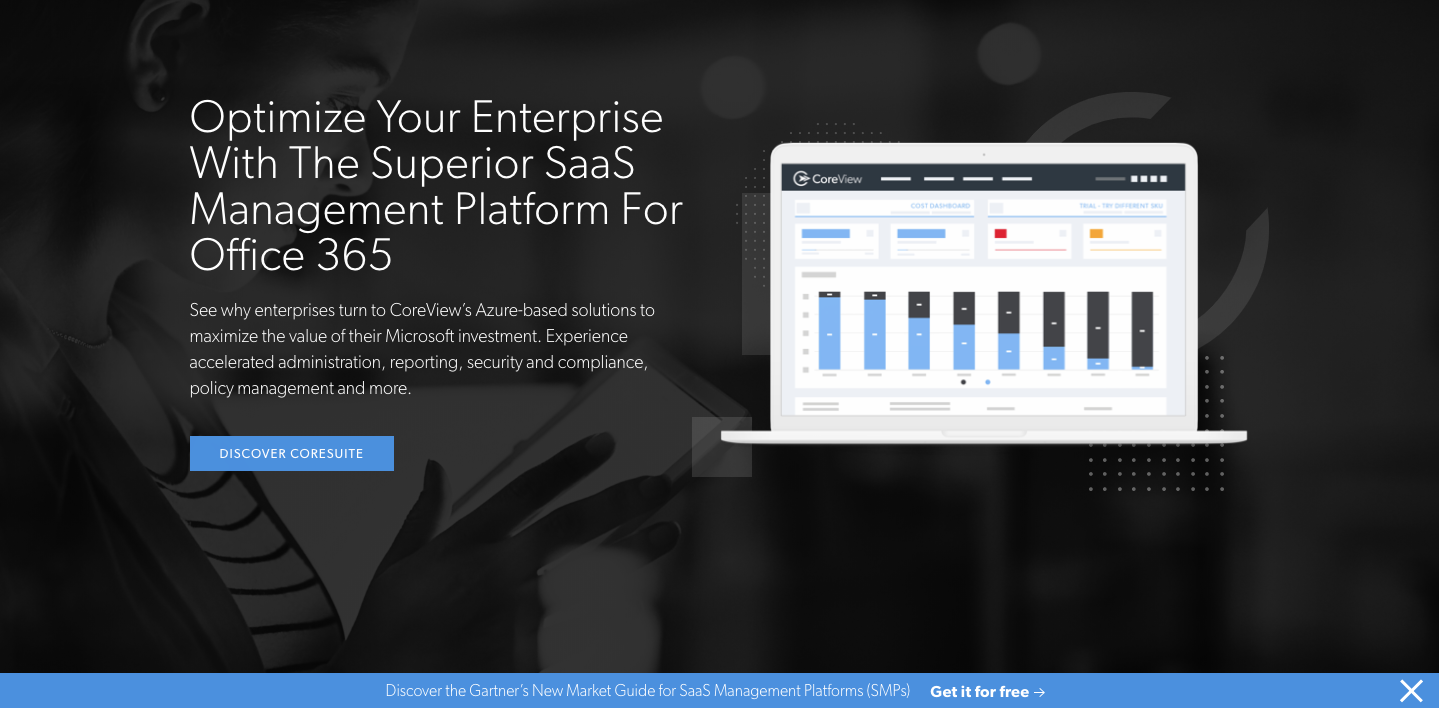 Optimize Your Enterprise
With The Superior SaaS
Management Platform For
Office 365
See why enterprises turn to CoreView’s Azure-based solutions to
maximize the value of their Microsoft investment. Experience
accelerated administration, reporting, security and compliance,
policy management and more.
DISCOVER CORESUITE
CoreView
COST DASHBOARD
TRIAL - TRY DIFFERENT SKU
Discover the Gartner’s New Market Guide for SaaS Management Platforms (SMPs) Get it for free →